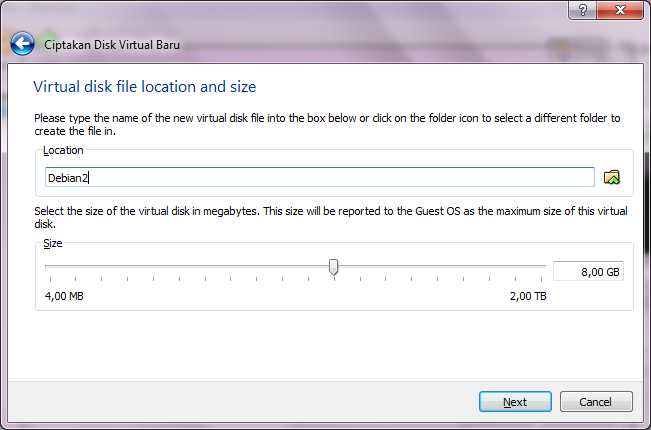 Ciptakan Disk Virtual Baru
Virtual disk file location and size
Please type the name of the new virtual disk file into the box below or click on the folder icon to select a different folder to
create the file in.
Location
Debian2
Select the size of the virtual disk in megabytes. This size will be reported to the Guest OS as the maximum size of this virtual
disk.
Size
8,00 GB
4,00 MB
2,00 TB
Next
Cancel